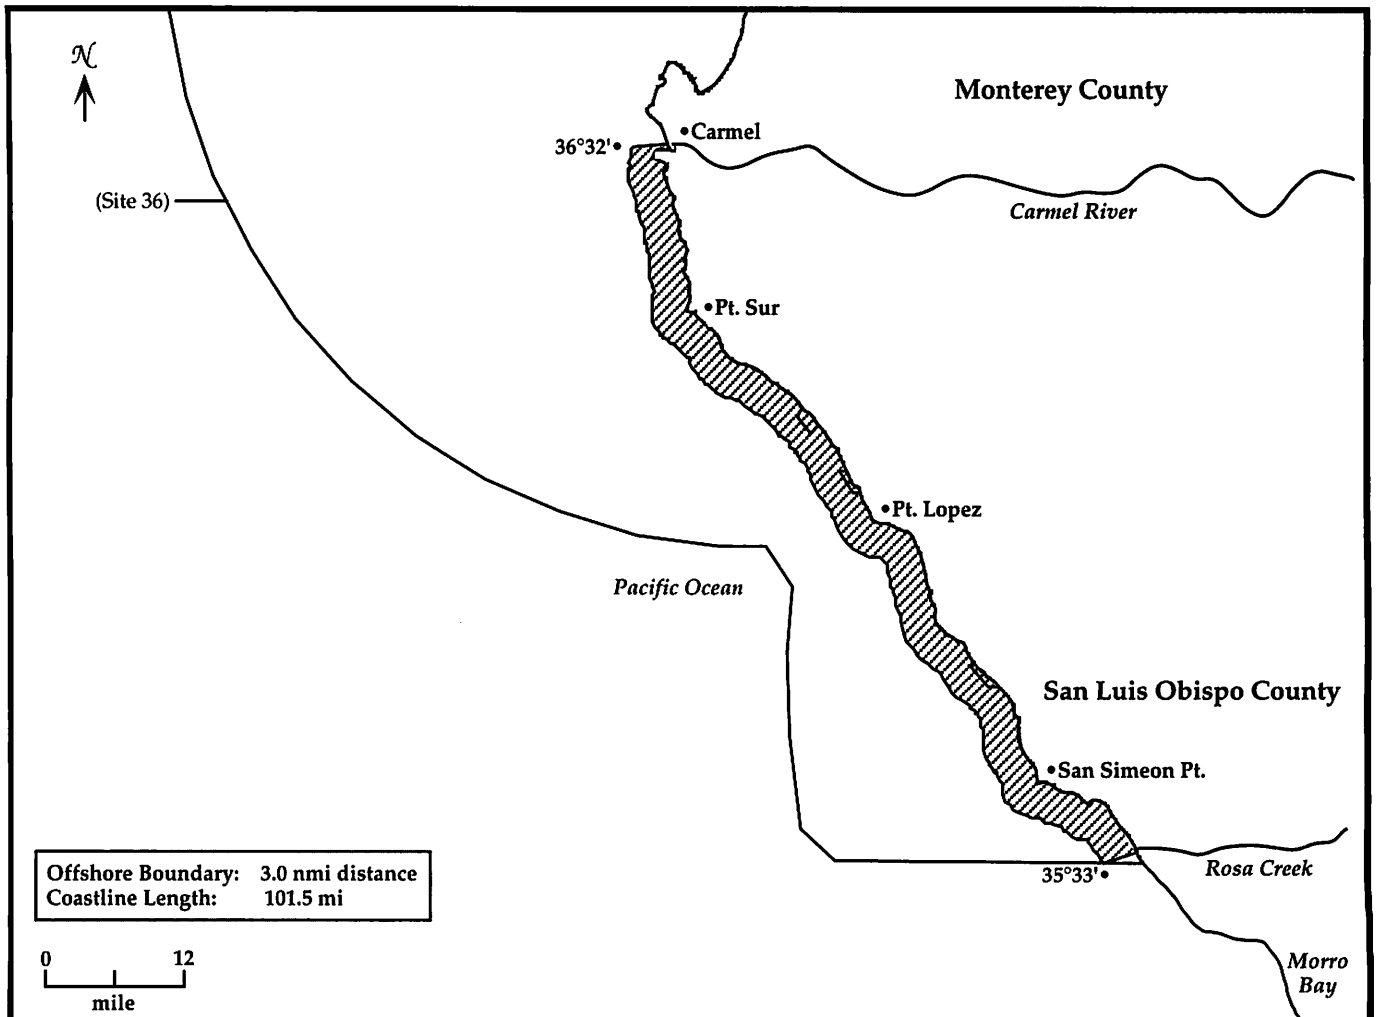 N
Monterey County
•Carmel
36°32'•
(Site 36)
Carmel River
•Pt. Sur
•Pt. Lopez
Pacific Ocean
San Luis Obispo County
•San Simeon Pt.
Offshore Boundary: 3.0 nmi distance
Coastline Length: 101.5 mi
35°33'•
Rosa Creek
0 12
mile
Morro
Bay